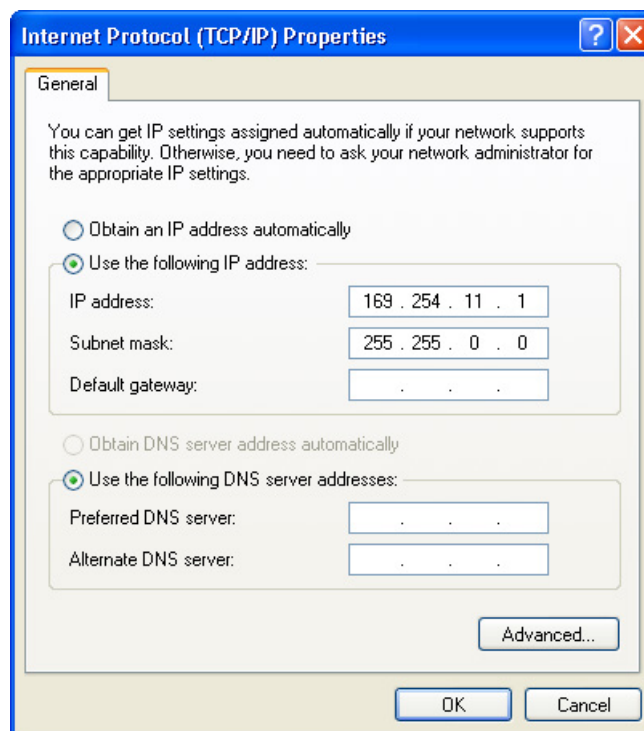 Internet Protocol (TCP/IP) Properties
General
You can get IP settings assigned automatically if your network supports
this capability. Otherwise, you need to ask your network administrator for
the appropriate IP settings.
Obtain an IP address automatically
Use the following IP address:
IP address: 169 . 254 . 11 . 1
Subnet mask: 255 . 255 . 0 . 0
Default gateway: . . .
Obtain DNS server address automatically
Use the following DNS server addresses:
Preferred DNS server: . . .
Alternate DNS server: . . .
Advanced...
OK Cancel